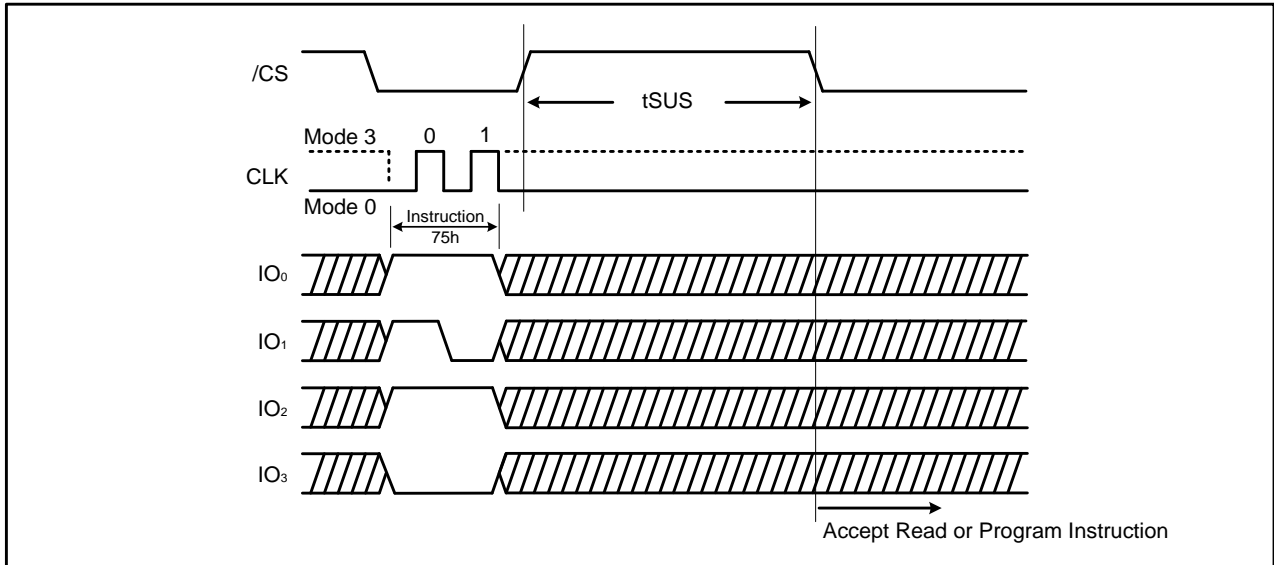 /CS
tSUS
Mode 3
0 1
CLK
Mode 0
Instruction
75h
IO₀
IO₁
IO₂
IO₃
Accept Read or Program Instruction